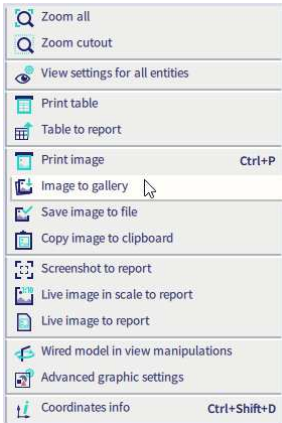 Zoom all
Zoom cutout
View settings for all entities
Print table
Table to report
Print image Ctrl+P
Image to gallery
Save image to file
Copy image to clipboard
Screenshot to report
Live image in scale to report
Live image to report
Wired model in view manipulations
Advanced graphic settings
Coordinates info Ctrl+Shift+D